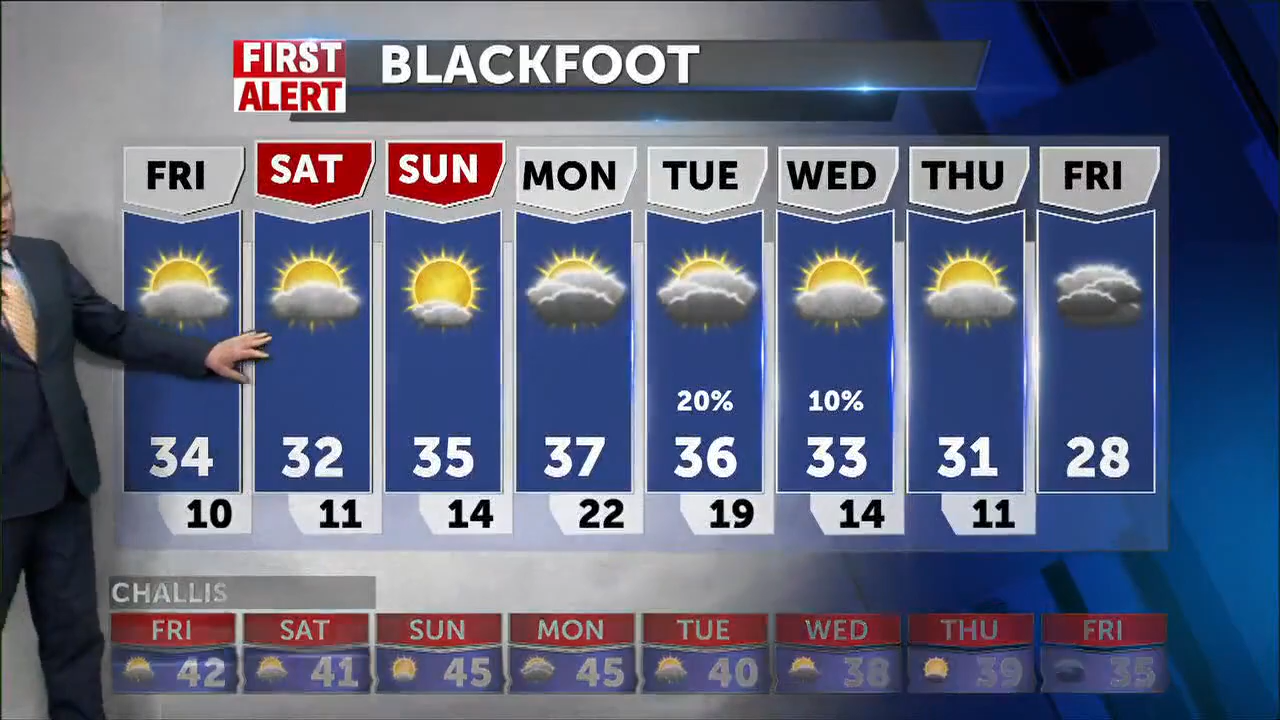 FIRST
ALERT
BLACKFOOT
FRI SAT SUN MON TUE WED THU FRI
20% 10%
34 32 35 37 36 33 31 28
10 11 14 22 19 14 11
CHALLIS
FRI SAT SUN MON TUE WED THU FRI
42 41 45 45 40 38 39 35